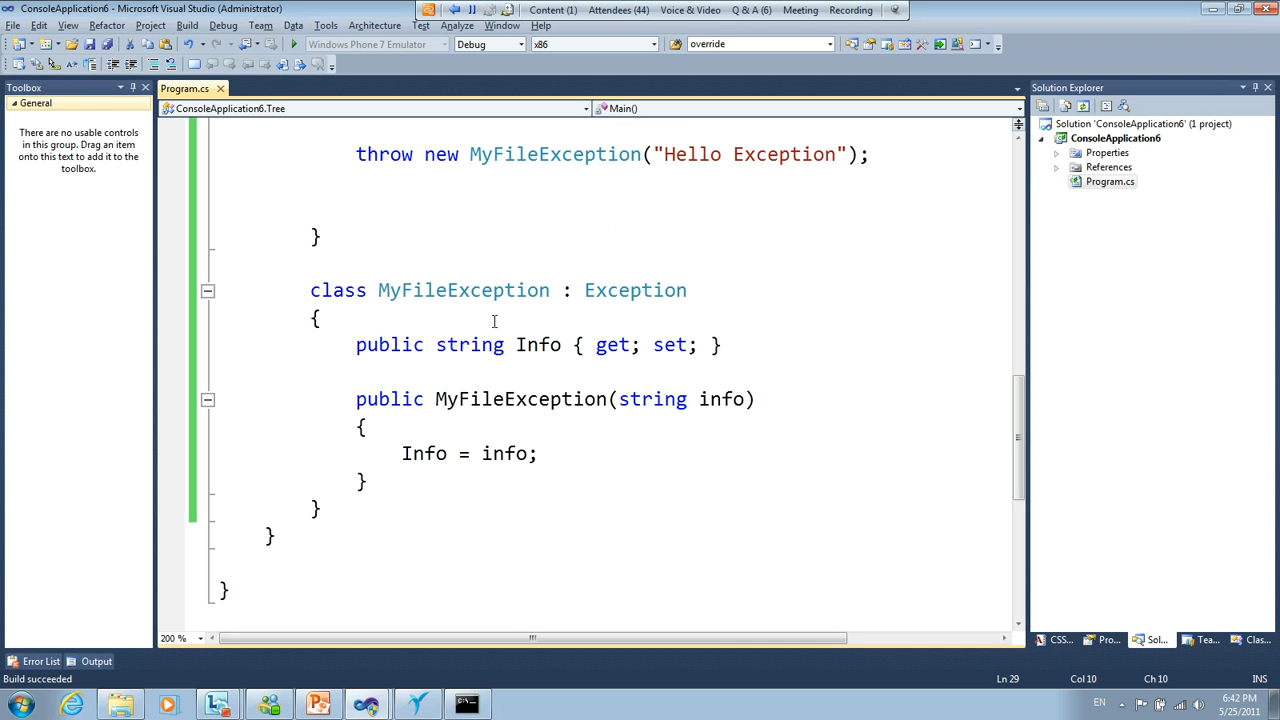 ConsoleApplication6 - Microsoft Visual Studio (Administrator)
Content (1) Attendees (44) Voice & Video Q & A (6) Meeting Recording
File Edit View Refactor Project Build Debug Team Data Tools Architecture Test Analyze Window Help
Windows Phone 7 Emulator Debug x86 override
Toolbox
General
There are no usable controls
in this group. Drag an item
onto this text to add it to the
toolbox.
Program.cs
ConsoleApplication6.Tree Main()
throw new MyFileException("Hello Exception");
}
class MyFileException : Exception
{
public string Info { get; set; }
public MyFileException(string info)
{
Info = info;
}
}
}
}
200 %
Solution Explorer
Solution 'ConsoleApplication6' (1 project)
ConsoleApplication6
Properties
References
Program.cs
CSS... Pro... Sol... Tea... Clas...
Error List Output
Build succeeded Ln 29 Col 10 Ch 10 INS
EN 6:42 PM
5/25/2011